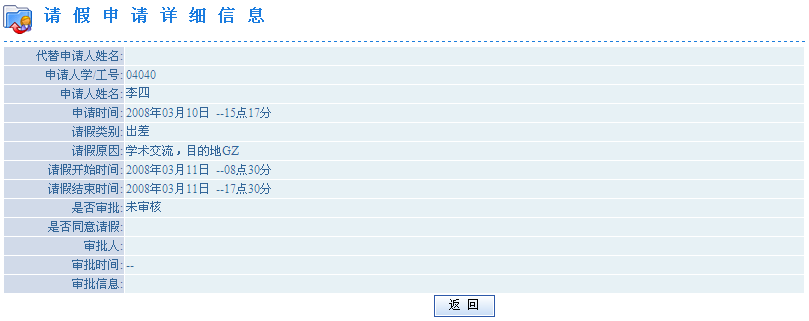 请假申请详细信息
代替申请人姓名:
申请人学/工号: 04040
申请人姓名: 李四
申请时间: 2008年03月10日 --15点17分
请假类别: 出差
请假原因: 学术交流，目的地GZ
请假开始时间: 2008年03月11日 --08点30分
请假结束时间: 2008年03月11日 --17点30分
是否审批: 未审核
是否同意请假:
审批人:
审批时间: --
审批信息:
返 回